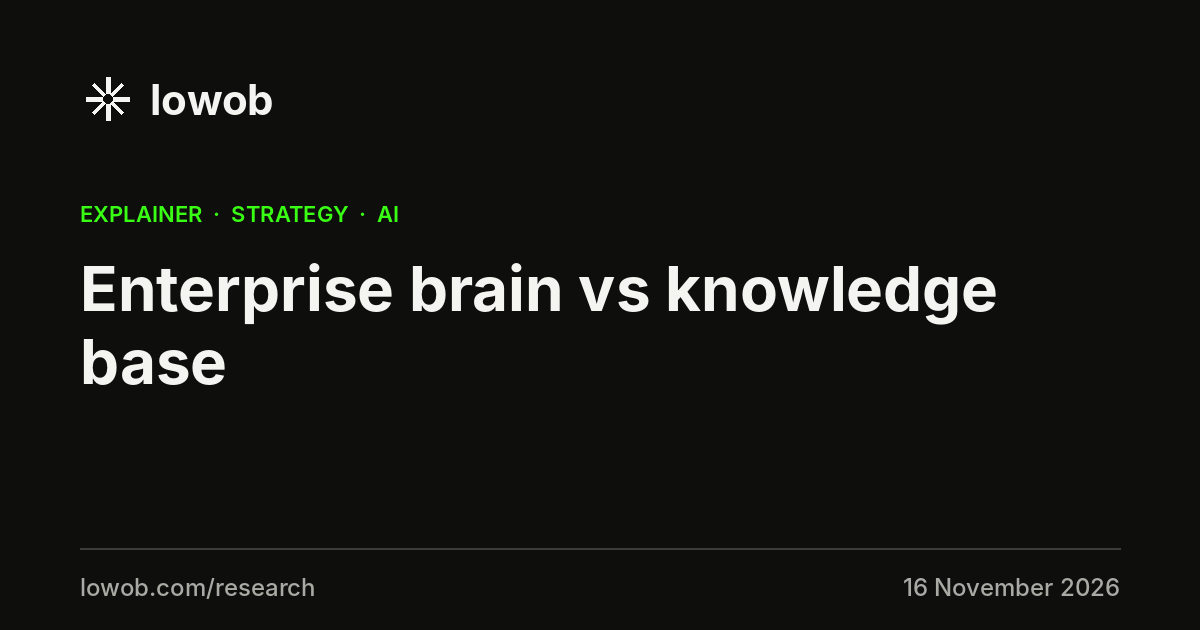 lowob
EXPLAINER · STRATEGY · AI
Enterprise brain vs knowledge
base
lowob.com/research
16 November 2026